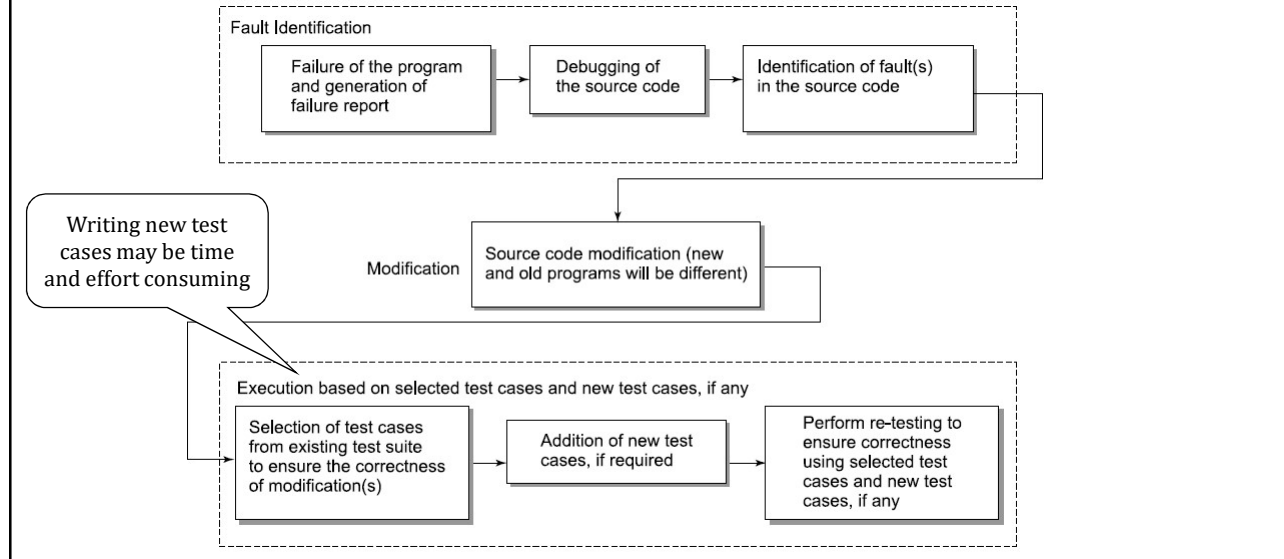 Fault Identification
Failure of the program
and generation of
failure report
Debugging of
the source code
Identification of fault(s)
in the source code
Writing new test
cases may be time
and effort consuming
Modification
Source code modification (new
and old programs will be different)
Execution based on selected test cases and new test cases, if any
Selection of test cases
from existing test suite
to ensure the correctness
of modification(s)
Addition of new test
cases, if required
Perform re-testing to
ensure correctness
using selected test
cases and new test
cases, if any